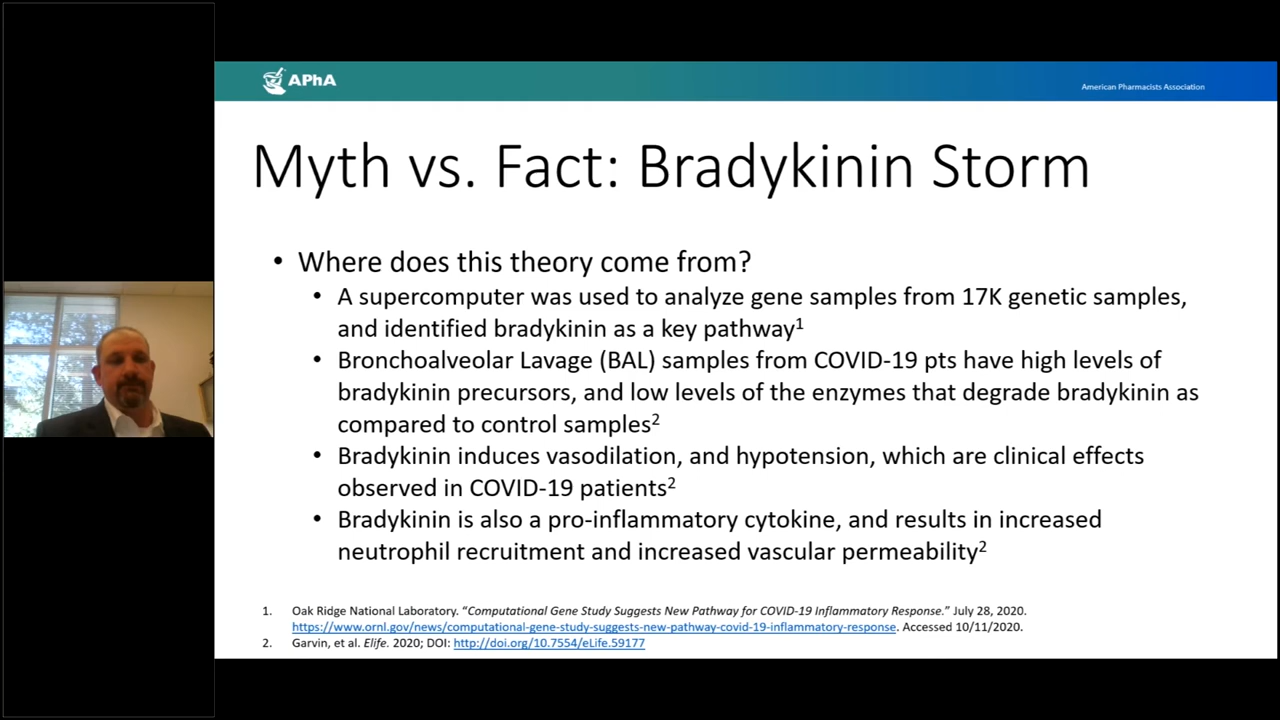 APhA
American Pharmacists Association
Myth vs. Fact: Bradykinin Storm
• Where does this theory come from?
• A supercomputer was used to analyze gene samples from 17K genetic samples,
and identified bradykinin as a key pathway¹
• Bronchoalveolar Lavage (BAL) samples from COVID-19 pts have high levels of
bradykinin precursors, and low levels of the enzymes that degrade bradykinin as
compared to control samples²
• Bradykinin induces vasodilation, and hypotension, which are clinical effects
observed in COVID-19 patients²
• Bradykinin is also a pro-inflammatory cytokine, and results in increased
neutrophil recruitment and increased vascular permeability²
1. Oak Ridge National Laboratory. “Computational Gene Study Suggests New Pathway for COVID-19 Inflammatory Response.” July 28, 2020.
https://www.ornl.gov/news/computational-gene-study-suggests-new-pathway-covid-19-inflammatory-response. Accessed 10/11/2020.
2. Garvin, et al. Elife. 2020; DOI: http://doi.org/10.7554/eLife.59177